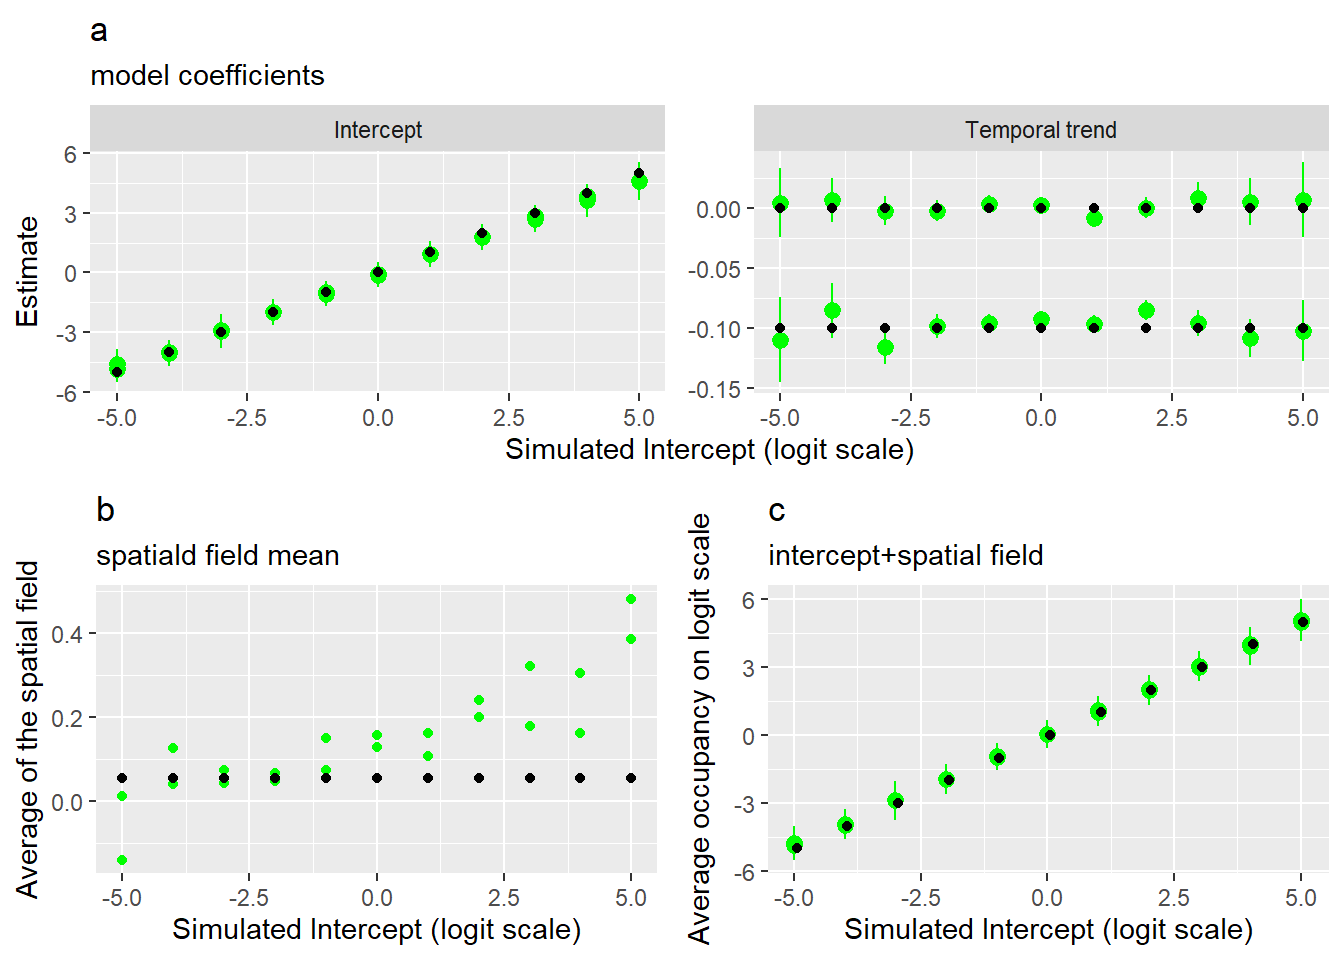 a
model coefficients
Intercept
Temporal trend
6
3
0
-3
-6
0.00
-0.05
-0.10
-0.15
Estimate
-5.0 -2.5 0.0 2.5 5.0
-5.0 -2.5 0.0 2.5 5.0
Simulated Intercept (logit scale)
b
spatiald field mean
0.4
0.2
0.0
Average of the spatial field
-5.0 -2.5 0.0 2.5 5.0
Simulated Intercept (logit scale)
c
intercept+spatial field
6
3
0
-3
-6
Average occupancy on logit scale
-5.0 -2.5 0.0 2.5 5.0
Simulated Intercept (logit scale)